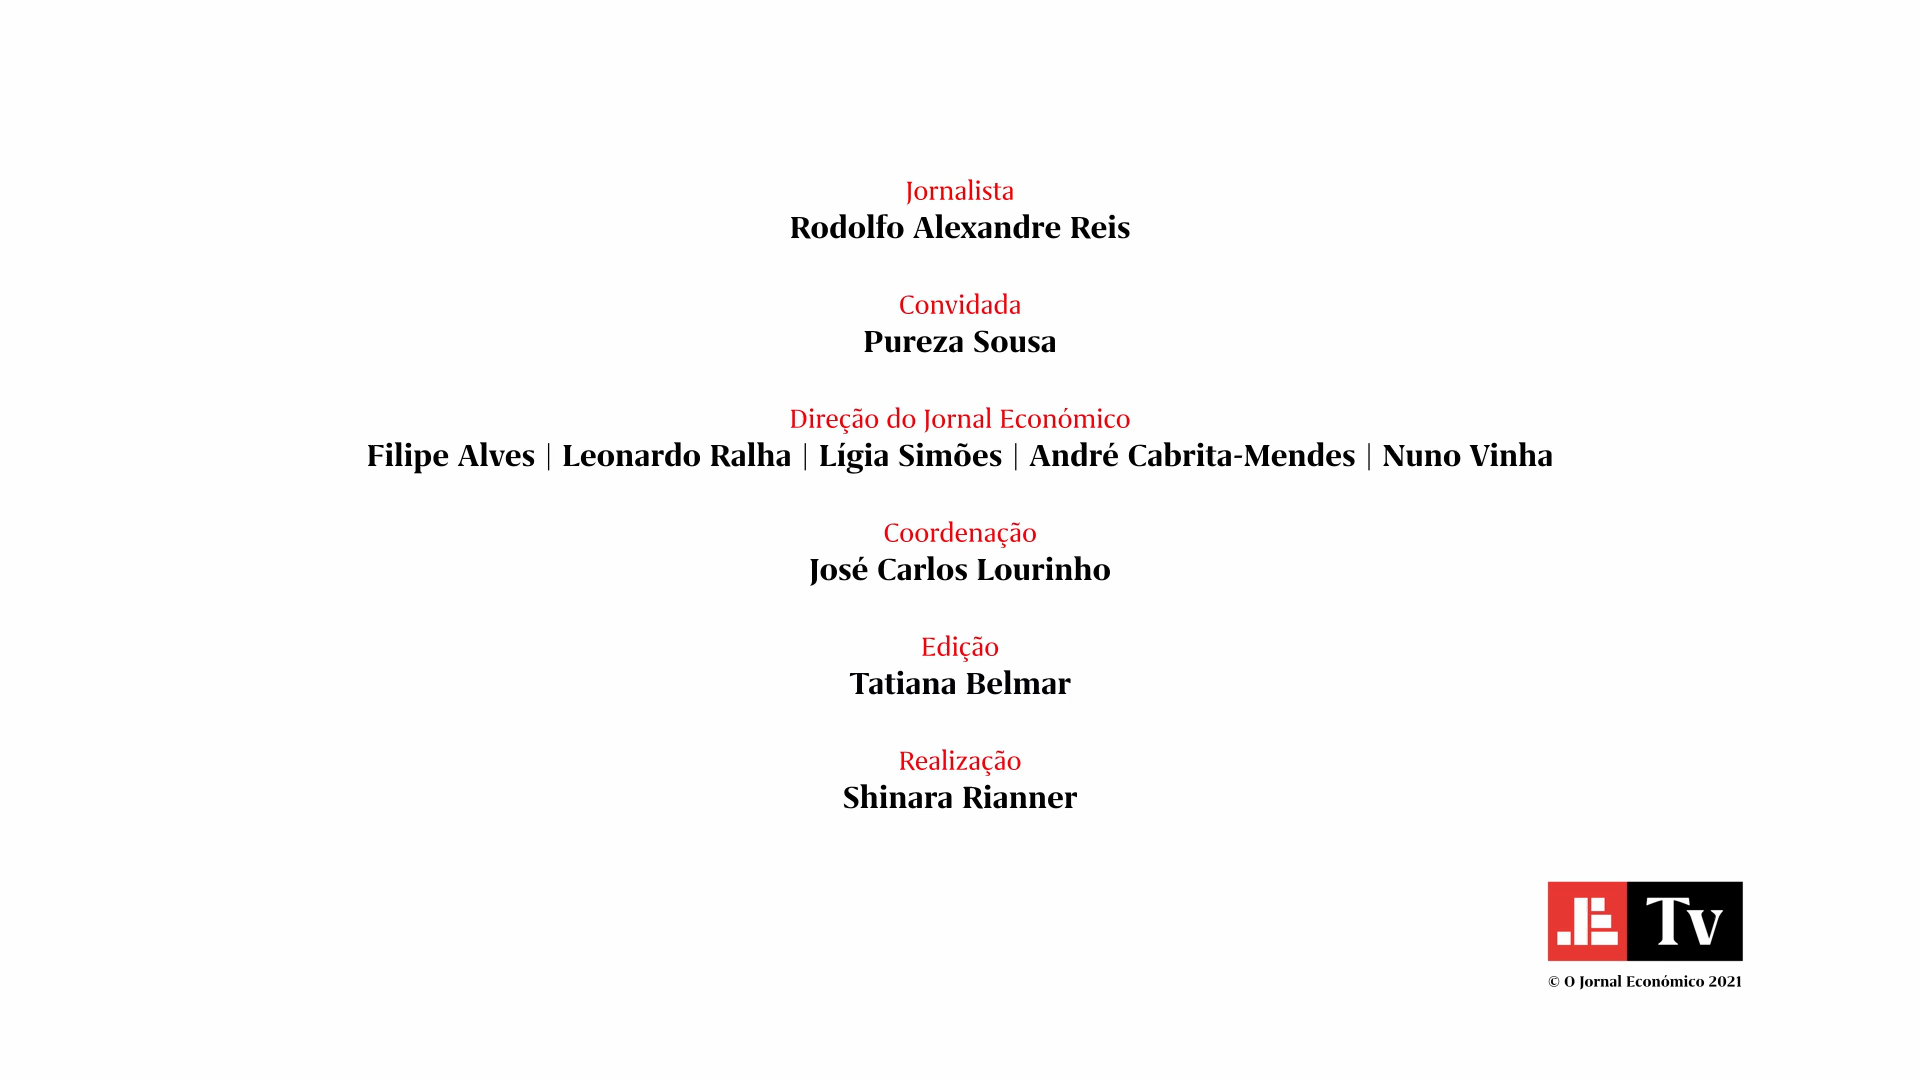 Jornalista
Rodolfo Alexandre Reis
Convidada
Pureza Sousa
Direção do Jornal Económico
Filipe Alves | Leonardo Ralha | Lígia Simões | André Cabrita-Mendes | Nuno Vinha
Coordenação
José Carlos Lourinho
Edição
Tatiana Belmar
Realização
Shinara Rianner
JE Tv
© O Jornal Económico 2021